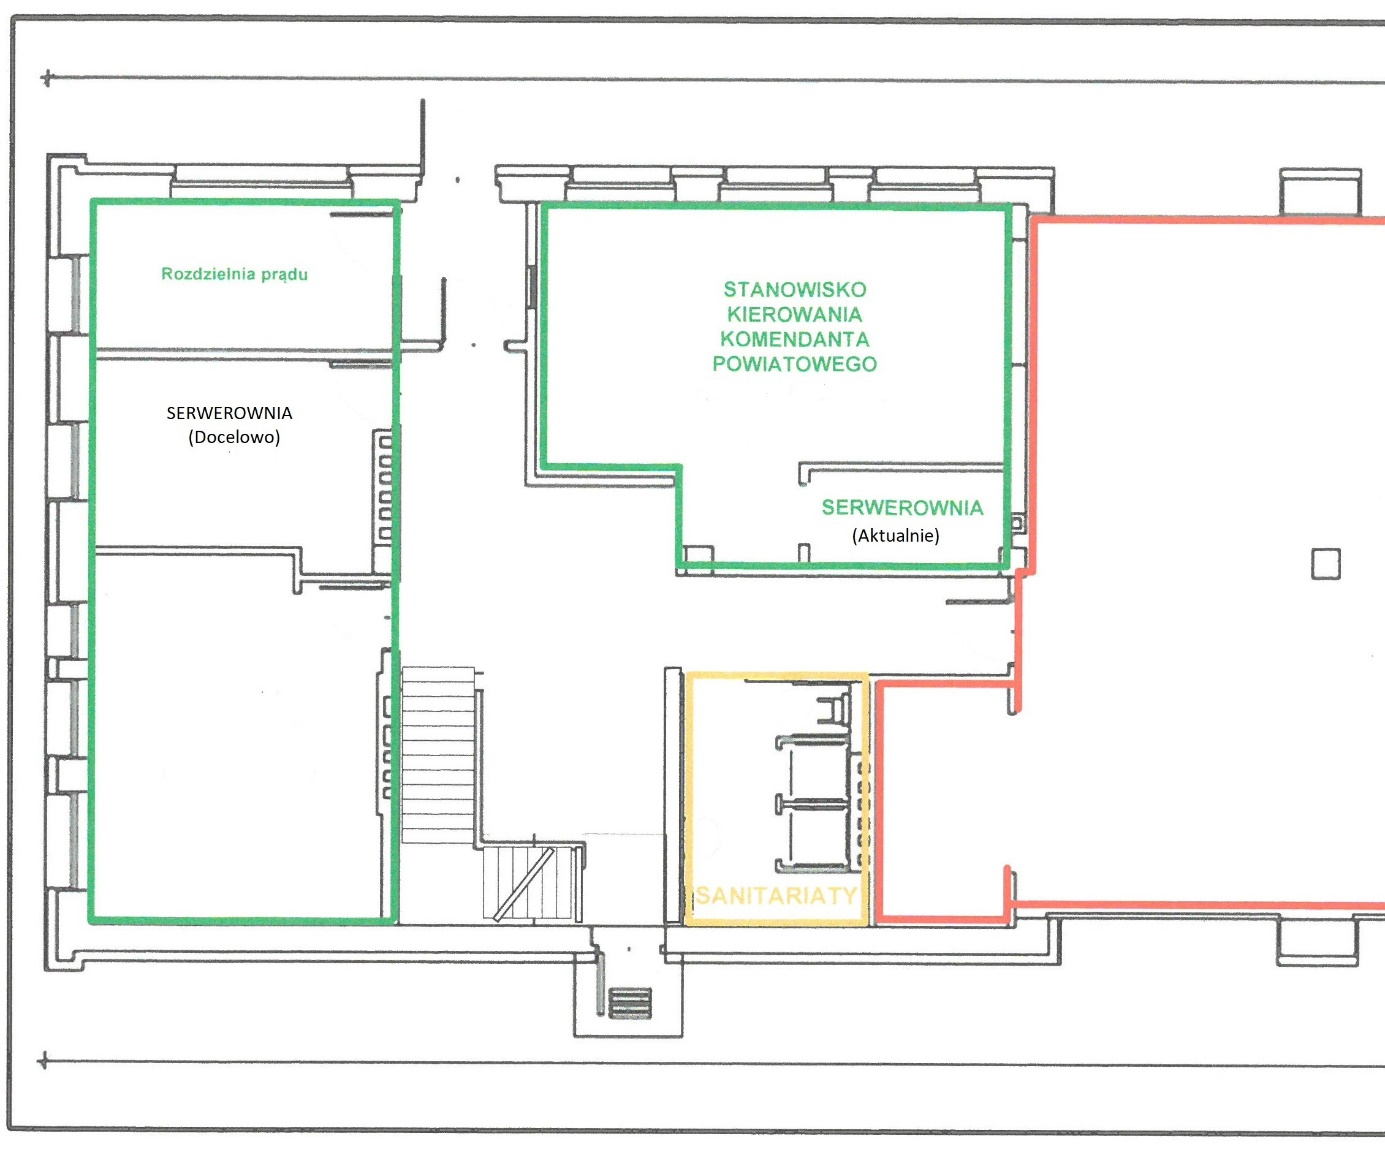 Rozdzielnia prądu
SERWEROWNIA
(Docelowo)
STANOWISKO
KIEROWANIA
KOMENDANTA
POWIATOWEGO
SERWEROWNIA
(Aktualnie)
SANITARIATY